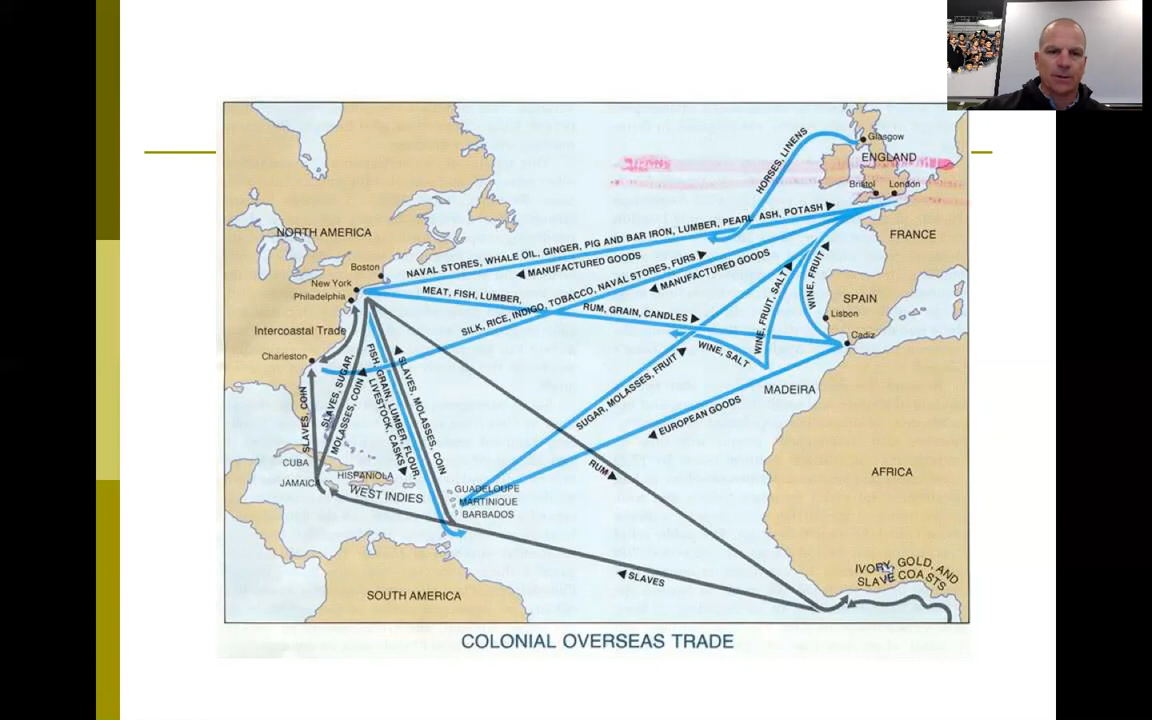 Glasgow
ENGLAND
Bristol
London
HORSES, LINENS
NORTH AMERICA
NAVAL STORES, WHALE OIL, GINGER, PIG AND BAR IRON, LUMBER, PEARL ASH, POTASH
MANUFACTURED GOODS
FRANCE
Boston
New York
Philadelphia
MEAT, FISH, LUMBER,
RUM, GRAIN, CANDLES
SILK, RICE, INDIGO, TOBACCO, NAVAL STORES, FURS
MANUFACTURED GOODS
WINE, FRUIT, SALT
WINE, FRUIT
SPAIN
Lisbon
Cadiz
Intercoastal Trade
Charleston
WINE, SALT
MADEIRA
SLAVES, COIN
SLAVES, SUGAR,
MOLASSES, COIN
FISH, GRAIN, LUMBER, FLOUR,
LIVESTOCK, CASKS
SLAVES, MOLASSES, COIN
SUGAR, MOLASSES, FRUIT
EUROPEAN GOODS
RUM
CUBA
JAMAICA
HISPANIOLA
WEST INDIES
GUADELOUPE
MARTINIQUE
BARBADOS
AFRICA
SLAVES
IVORY, GOLD, AND
SLAVE COASTS
SOUTH AMERICA
COLONIAL OVERSEAS TRADE